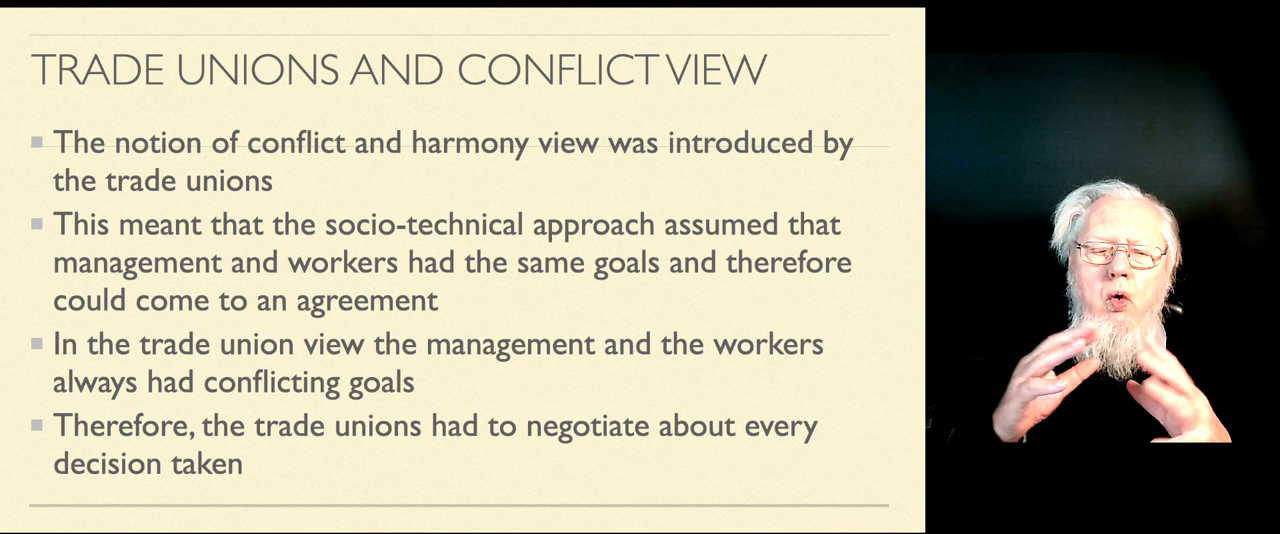 TRADE UNIONS AND CONFLICT VIEW
The notion of conflict and harmony view was introduced by
the trade unions
This meant that the socio-technical approach assumed that
management and workers had the same goals and therefore
could come to an agreement
In the trade union view the management and the workers
always had conflicting goals
Therefore, the trade unions had to negotiate about every
decision taken